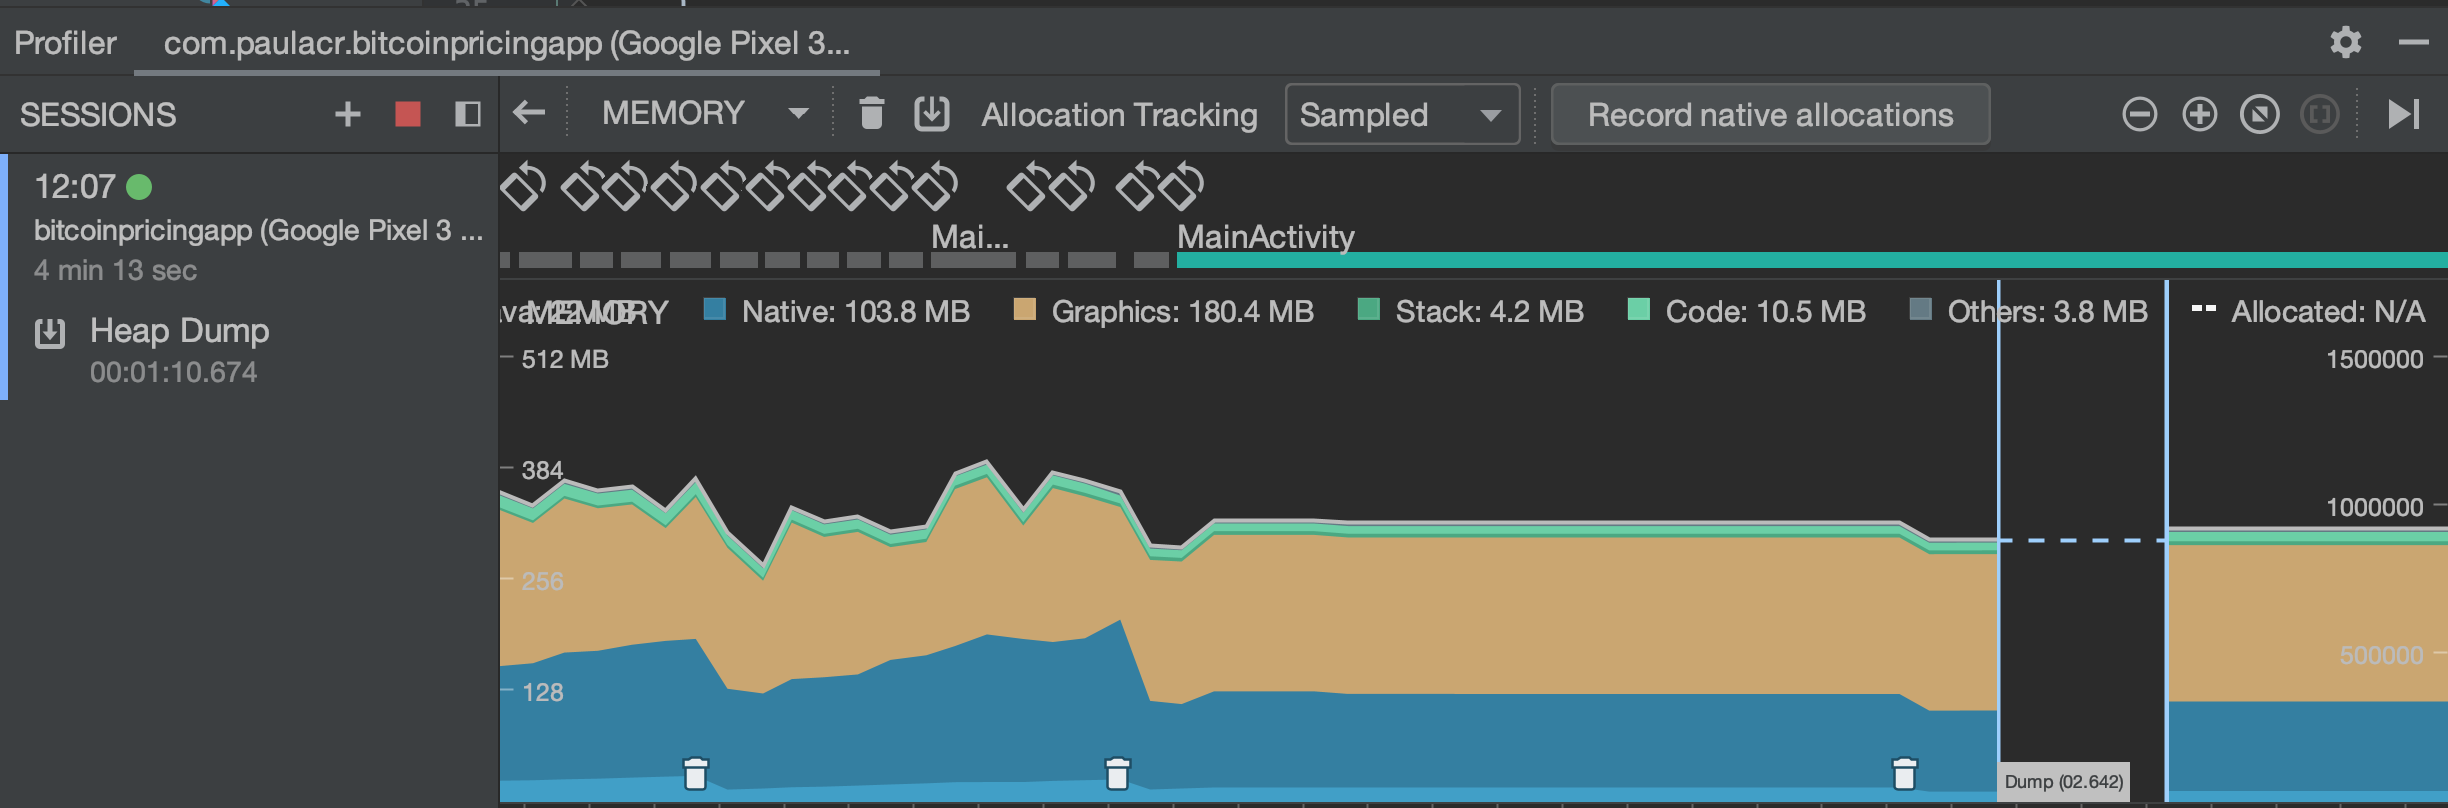 Profiler com.paulacr.bitcoinpricingapp (Google Pixel 3...
SESSIONS
MEMORY Allocation Tracking Sampled Record native allocations
12:07
bitcoinpricingapp (Google Pixel 3 ...
4 min 13 sec
Heap Dump
00:01:10.674
Mai... MainActivity
MEMORY Native: 103.8 MB Graphics: 180.4 MB Stack: 4.2 MB Code: 10.5 MB Others: 3.8 MB Allocated: N/A
512 MB 1500000
384
1000000
256
500000
128
Dump (02.642)